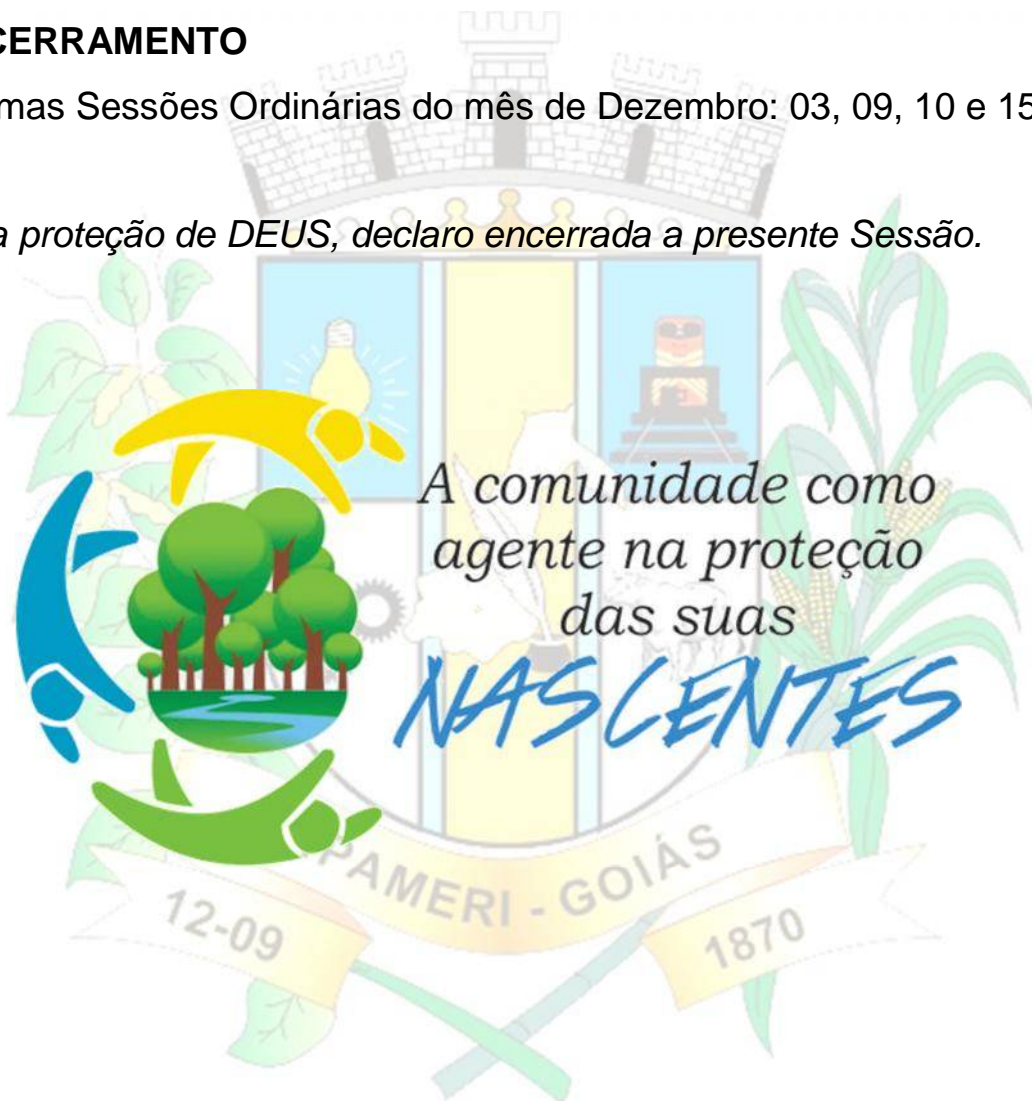 CERRAMENTO
mas Sessões Ordinárias do mês de Dezembro: 03, 09, 10 e 15
a proteção de DEUS, declaro encerrada a presente Sessão.
A comunidade como
agente na proteção
das suas
NASCENTES
PAMERI - GOIÁS
12-09
1870